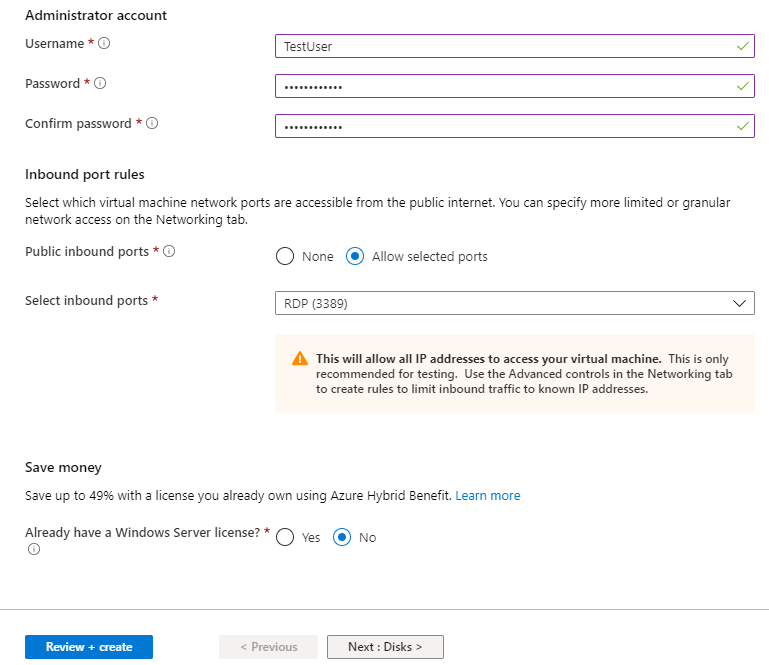 Administrator account
Username *
TestUser
Password *
••••••••••••
Confirm password *
••••••••••••
Inbound port rules
Select which virtual machine network ports are accessible from the public internet. You can specify more limited or granular
network access on the Networking tab.
Public inbound ports *
None
Allow selected ports
Select inbound ports *
RDP (3389)
This will allow all IP addresses to access your virtual machine. This is only
recommended for testing. Use the Advanced controls in the Networking tab
to create rules to limit inbound traffic to known IP addresses.
Save money
Save up to 49% with a license you already own using Azure Hybrid Benefit. Learn more
Already have a Windows Server license? *
Yes
No
Review + create
< Previous
Next : Disks >